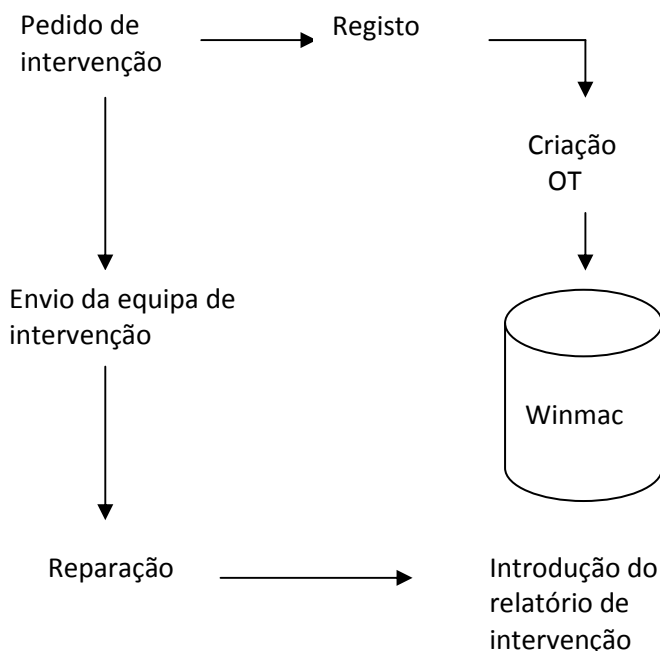 Pedido de
intervenção
Registo
Criação
OT
Envio da equipa de
intervenção
Winmac
Reparação
Introdução do
relatório de
intervenção